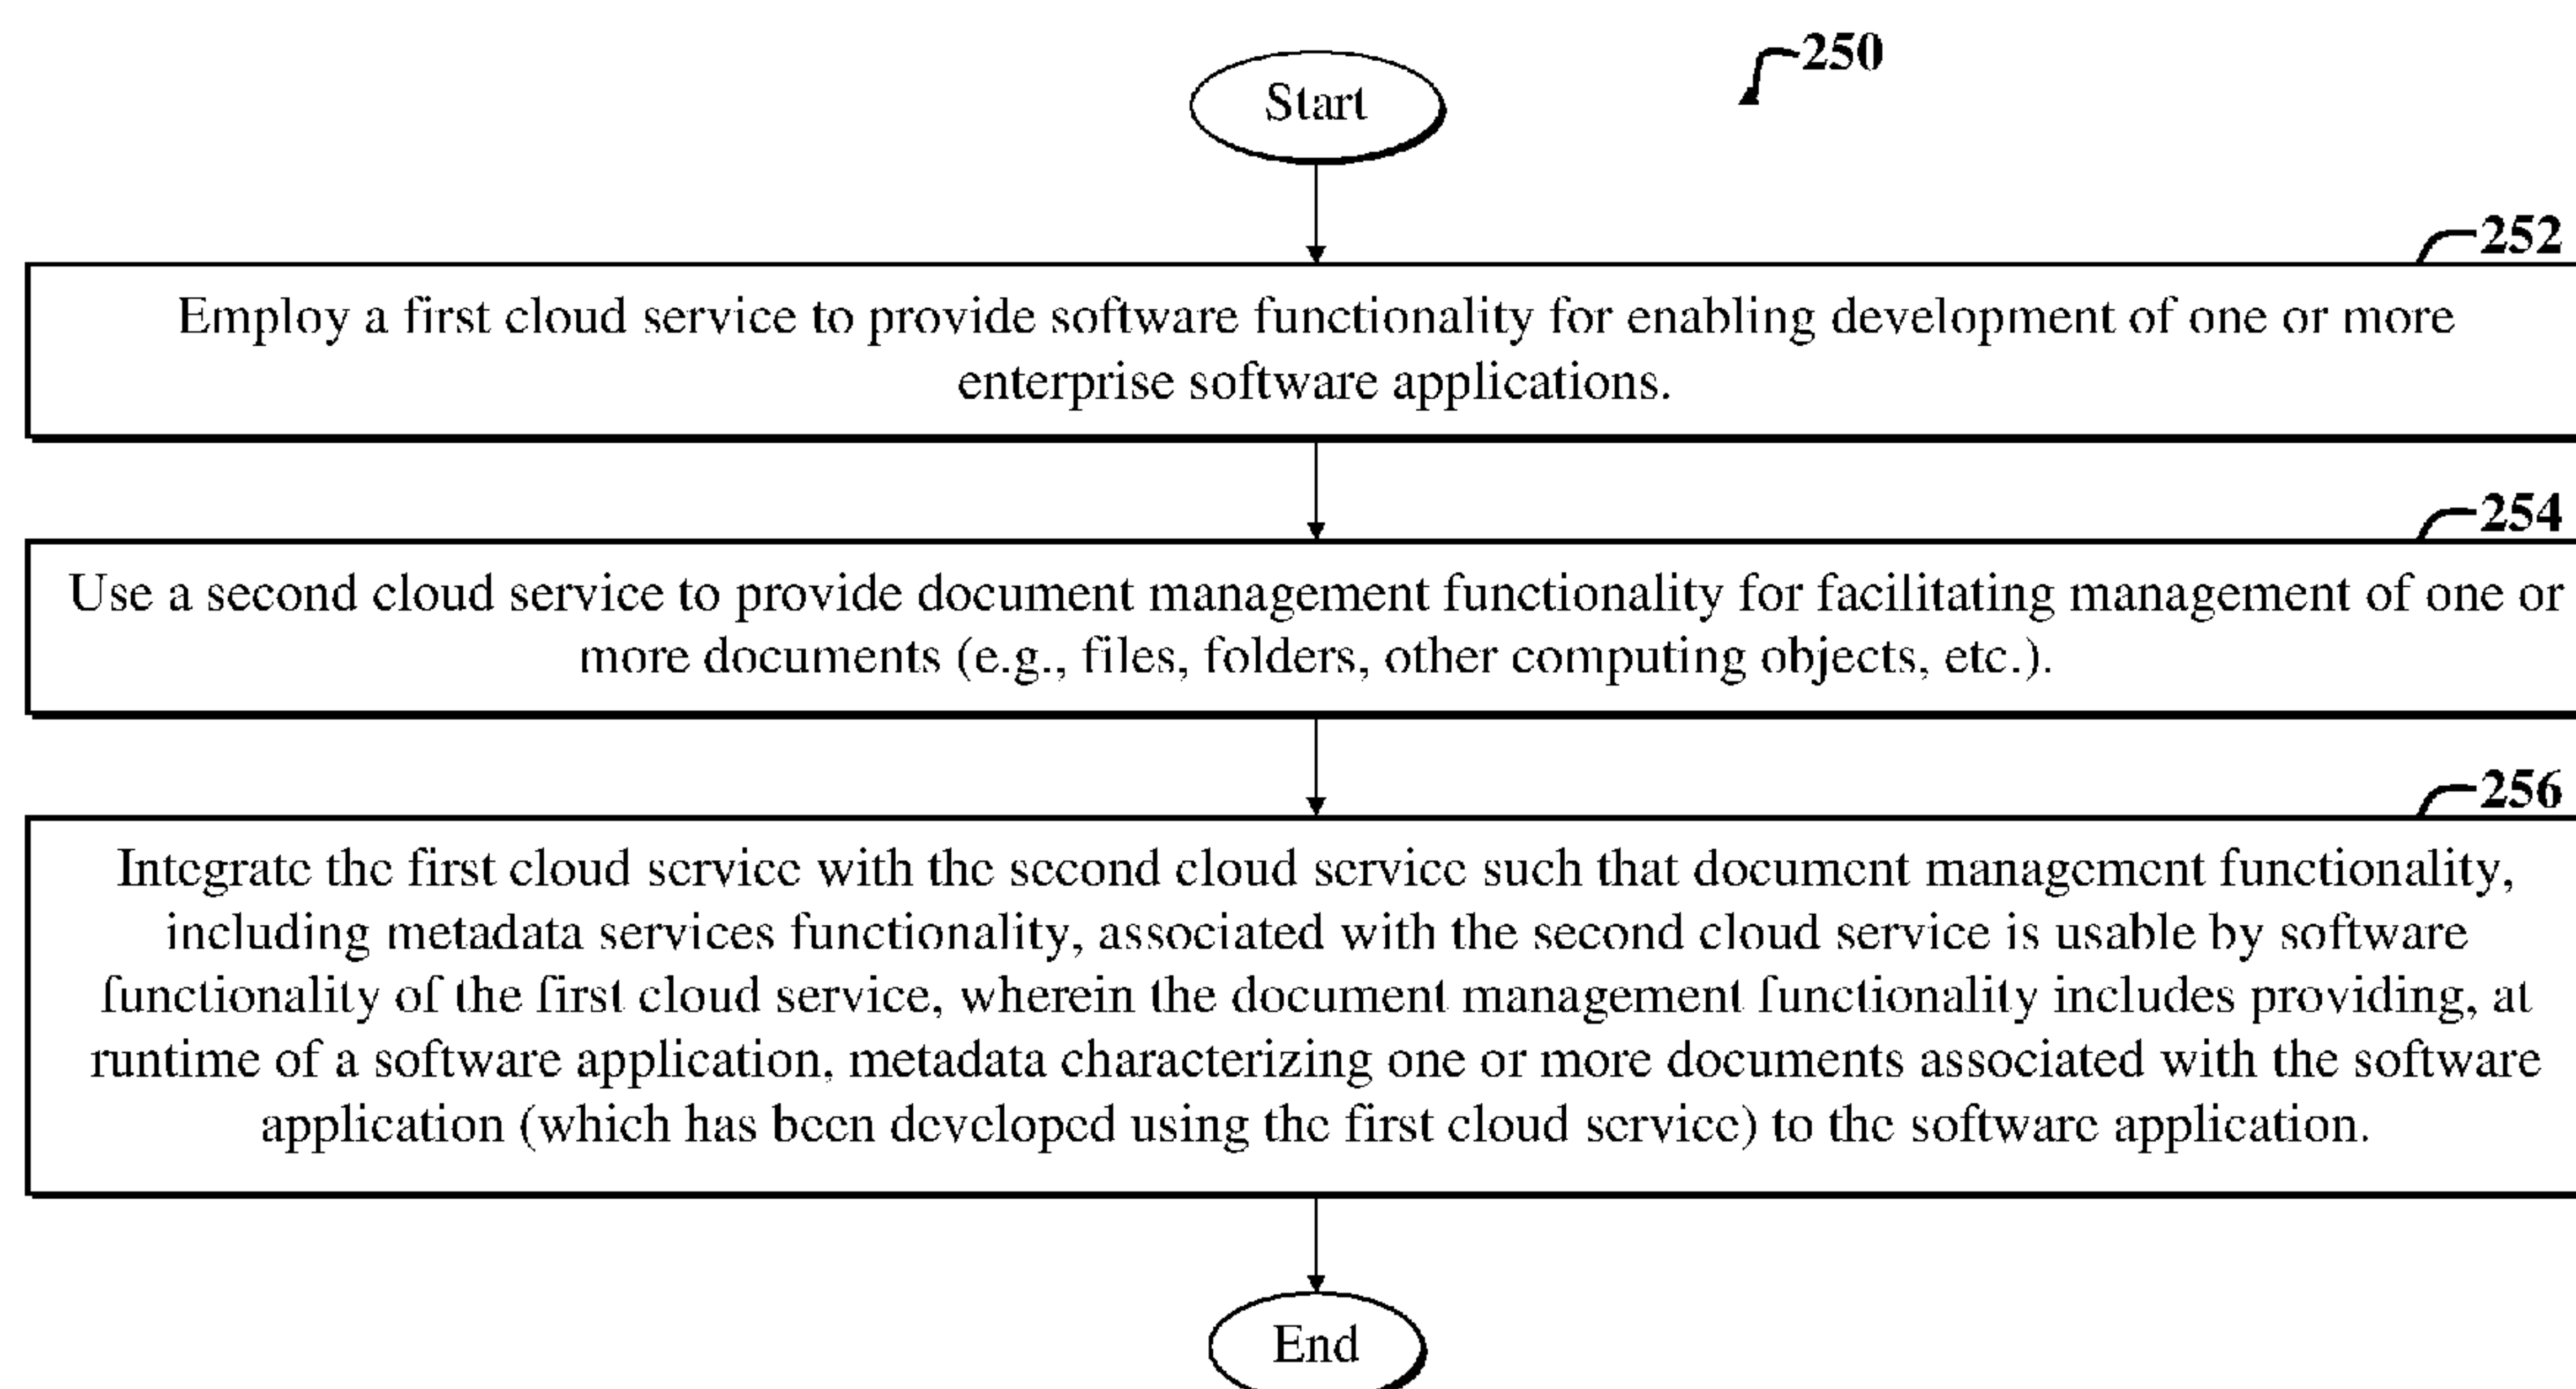 250
Start
252
Employ a first cloud service to provide software functionality for enabling development of one or more
enterprise software applications.
254
Use a second cloud service to provide document management functionality for facilitating management of one or
more documents (e.g., files, folders, other computing objects, etc.).
256
Integrate the first cloud service with the second cloud service such that document management functionality,
including metadata services functionality, associated with the second cloud service is usable by software
functionality of the first cloud service, wherein the document management functionality includes providing, at
runtime of a software application, metadata characterizing one or more documents associated with the software
application (which has been developed using the first cloud service) to the software application.
End